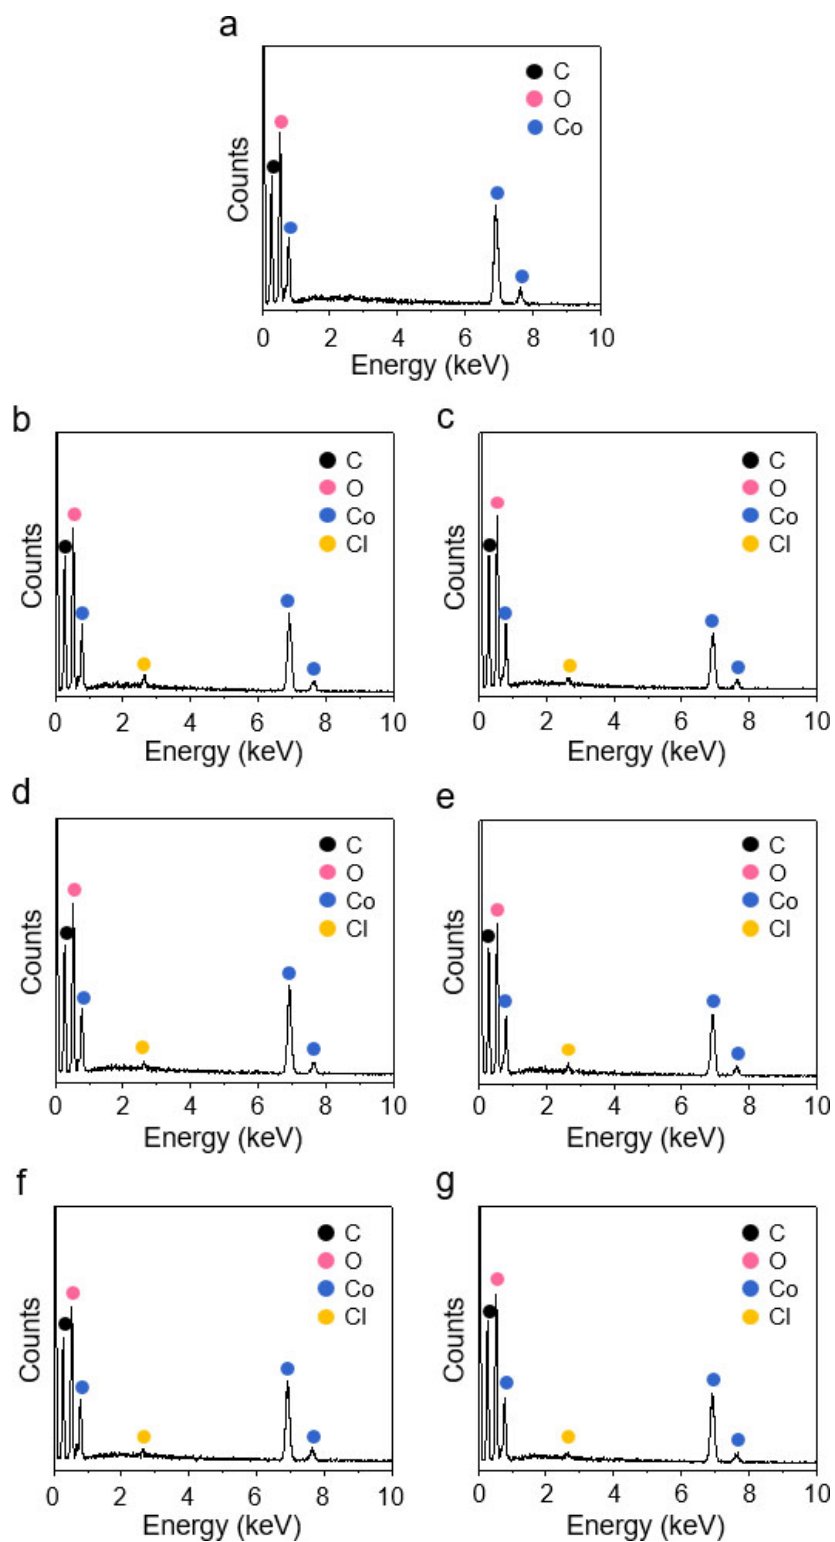 a
C
O
Co
Counts
0 2 4 6 8 10
Energy (keV)
b
C
O
Co
Cl
Counts
0 2 4 6 8 10
Energy (keV)
c
C
O
Co
Cl
Counts
0 2 4 6 8 10
Energy (keV)
d
C
O
Co
Cl
Counts
0 2 4 6 8 10
Energy (keV)
e
C
O
Co
Cl
Counts
0 2 4 6 8 10
Energy (keV)
f
C
O
Co
Cl
Counts
0 2 4 6 8 10
Energy (keV)
g
C
O
Co
Cl
Counts
0 2 4 6 8 10
Energy (keV)